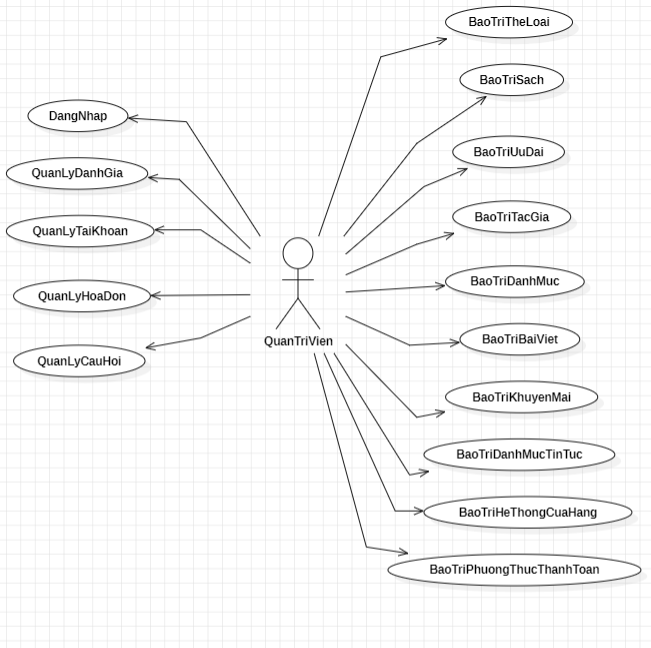 BaoTriTheLoai
BaoTriSach
DangNhap
BaoTriUuDai
QuanLyDanhGia
BaoTriTacGia
QuanLyTaiKhoan
BaoTriDanhMuc
QuanLyHoaDon
QuanTriVien
BaoTriBaiViet
QuanLyCauHoi
BaoTriKhuyenMai
BaoTriDanhMucTinTuc
BaoTriHeThongCuaHang
BaoTriPhuongThucThanhToan